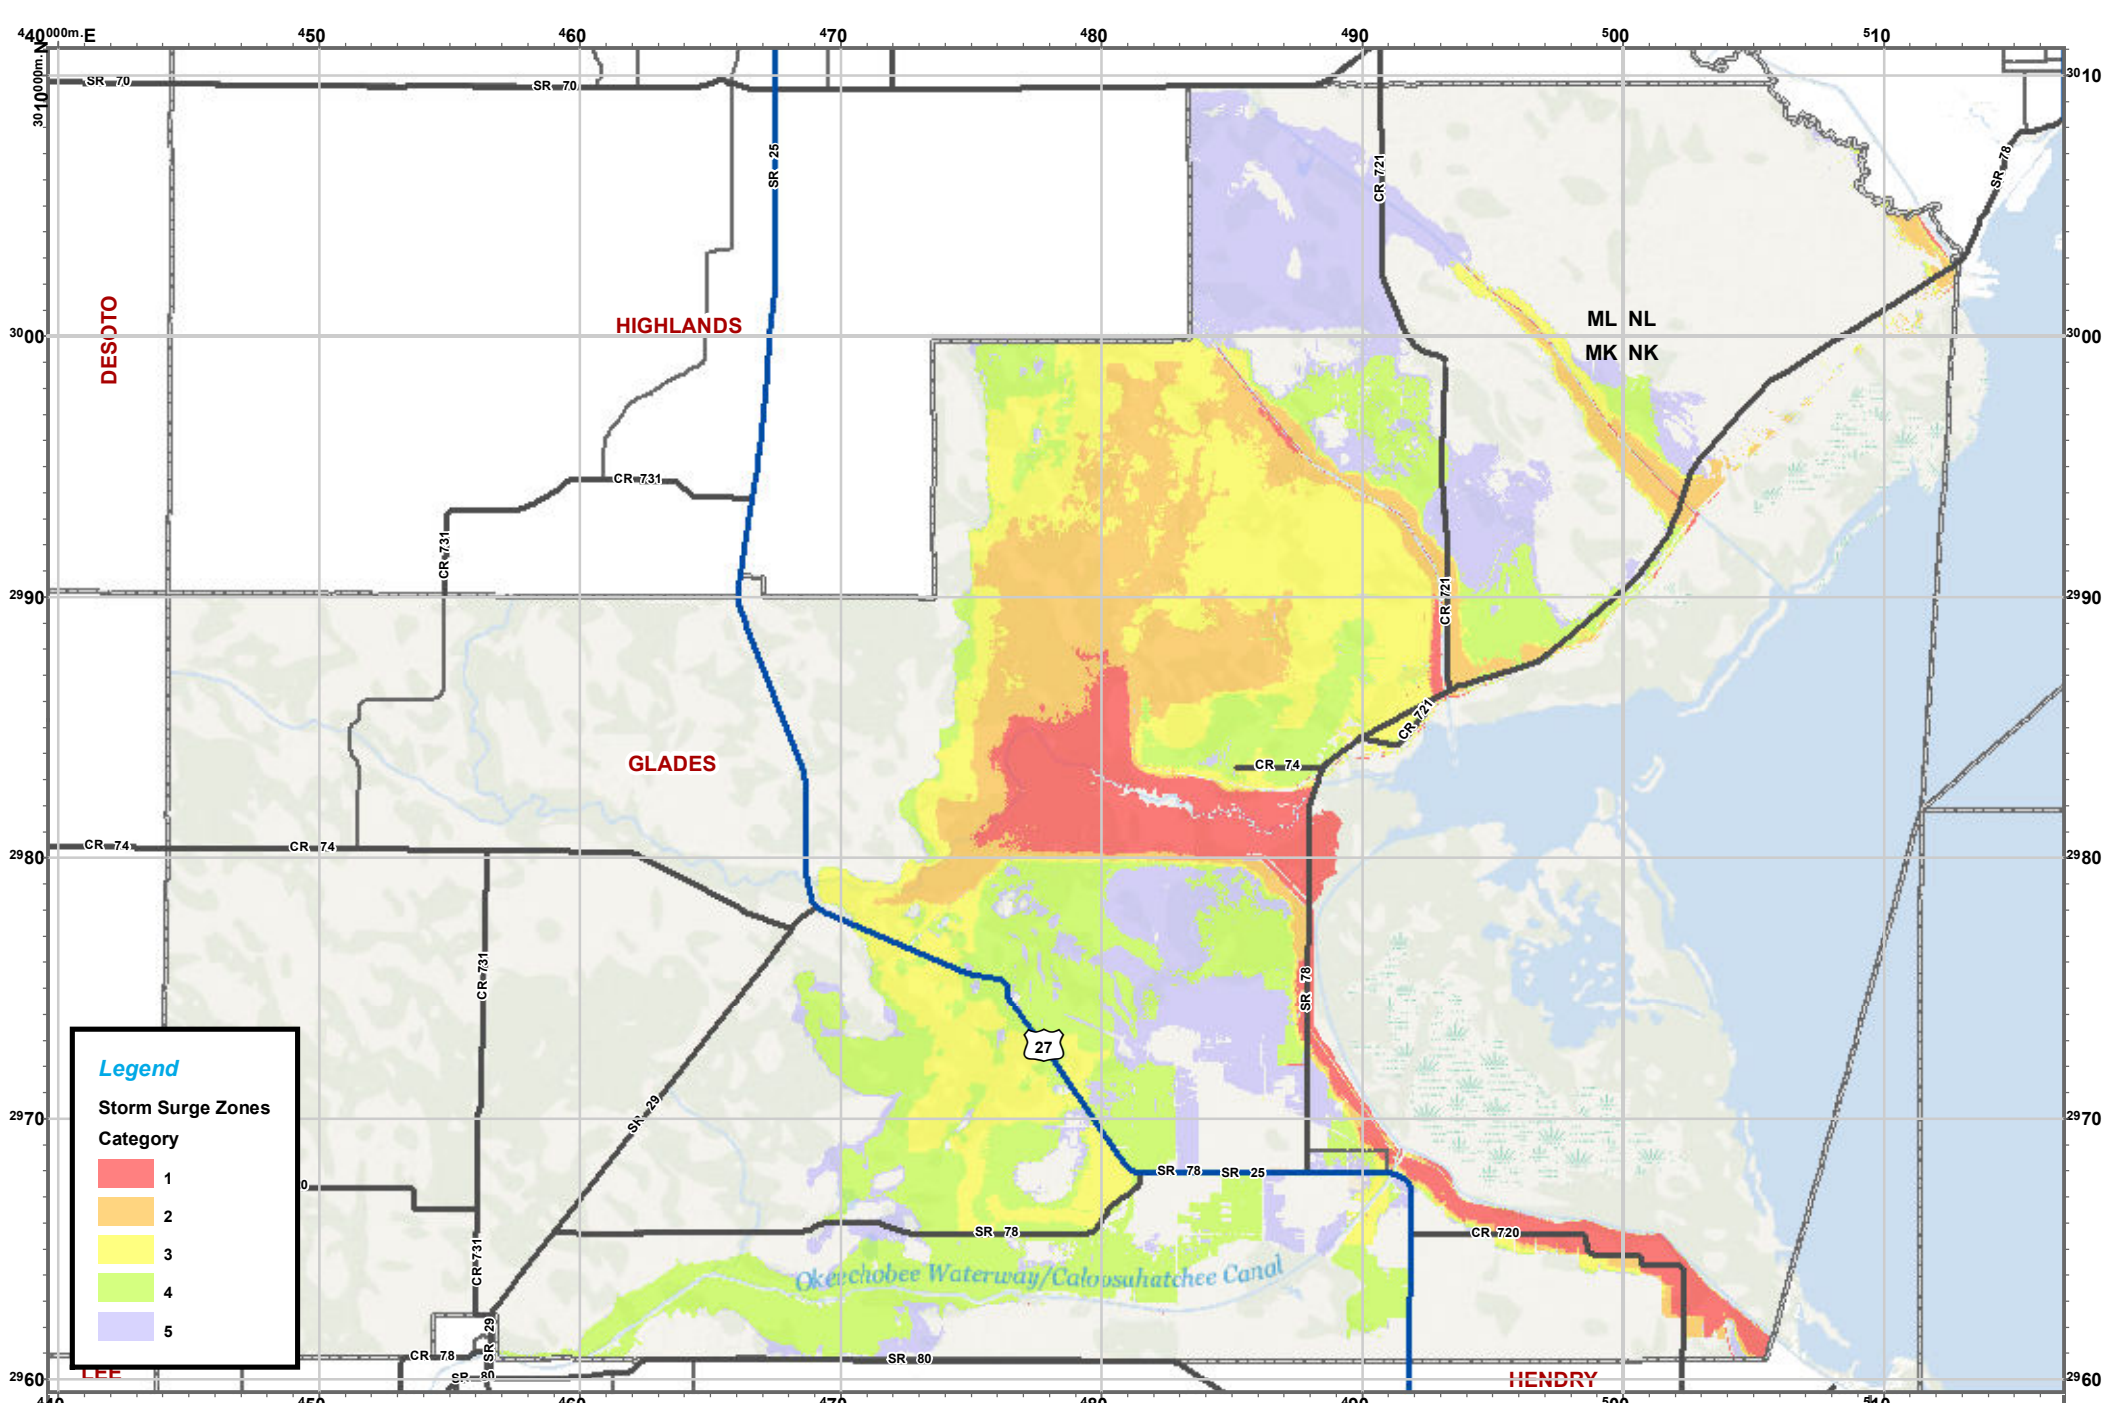 440000m.E 450 460 470 480 490 500 510
3010000m.N
3010
SR 70
SR 70
SR 25
CR 721
SR 78
DESOTO
HIGHLANDS
ML NL
MK NK
3000
3000
CR 731
CR 731
CR 721
2990
2990
CR 721
GLADES
CR 74
CR 74
CR 74
2980
2980
CR 731
SR 78
27
SR 29
2970
2970
SR 78 SR 25
CR 720
SR 78
CR 731
Okeechobee Waterway/Caloosahatchee Canal
Legend
Storm Surge Zones
Category
1
2
3
4
5
0
SR 29
CR 78
SR 80
SR 80
LEE
HENDRY
2960
2960